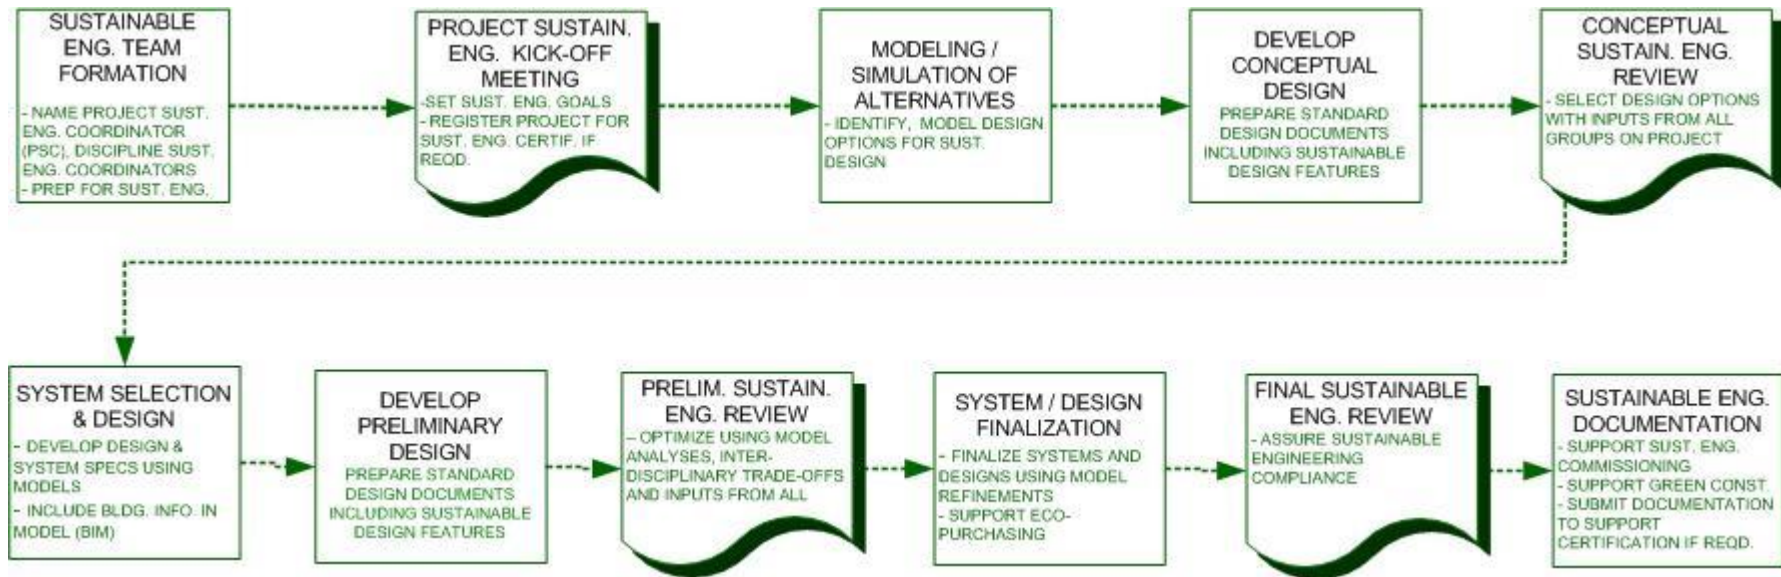 SUSTAINABLE
ENG. TEAM
FORMATION
- NAME PROJECT SUST.
ENG. COORDINATOR
(PSC), DISCIPLINE SUST.
ENG. COORDINATORS
- PREP FOR SUST. ENG.
PROJECT SUSTAIN.
ENG. KICK-OFF
MEETING
-SET SUST. ENG. GOALS
- REGISTER PROJECT FOR
SUST. ENG. CERTIF. IF
REQD.
MODELING /
SIMULATION OF
ALTERNATIVES
- IDENTIFY, MODEL DESIGN
OPTIONS FOR SUST.
DESIGN
DEVELOP
CONCEPTUAL
DESIGN
PREPARE STANDARD
DESIGN DOCUMENTS
INCLUDING SUSTAINABLE
DESIGN FEATURES
CONCEPTUAL
SUSTAIN. ENG.
REVIEW
- SELECT DESIGN OPTIONS
WITH INPUTS FROM ALL
GROUPS ON PROJECT
SYSTEM SELECTION
& DESIGN
- DEVELOP DESIGN &
SYSTEM SPECS USING
MODELS
- INCLUDE BLDG. INFO. IN
MODEL (BIM)
DEVELOP
PRELIMINARY
DESIGN
PREPARE STANDARD
DESIGN DOCUMENTS
INCLUDING SUSTAINABLE
DESIGN FEATURES
PRELIM. SUSTAIN.
ENG. REVIEW
– OPTIMIZE USING MODEL
ANALYSES, INTER-
DISCIPLINARY TRADE-OFFS
AND INPUTS FROM ALL
SYSTEM / DESIGN
FINALIZATION
- FINALIZE SYSTEMS AND
DESIGNS USING MODEL
REFINEMENTS
- SUPPORT ECO-
PURCHASING
FINAL SUSTAINABLE
ENG. REVIEW
- ASSURE SUSTAINABLE
ENGINEERING
COMPLIANCE
SUSTAINABLE ENG.
DOCUMENTATION
- SUPPORT SUST. ENG.
COMMISSIONING
- SUPPORT GREEN CONST.
- SUBMIT DOCUMENTATION
TO SUPPORT
CERTIFICATION IF REQD.